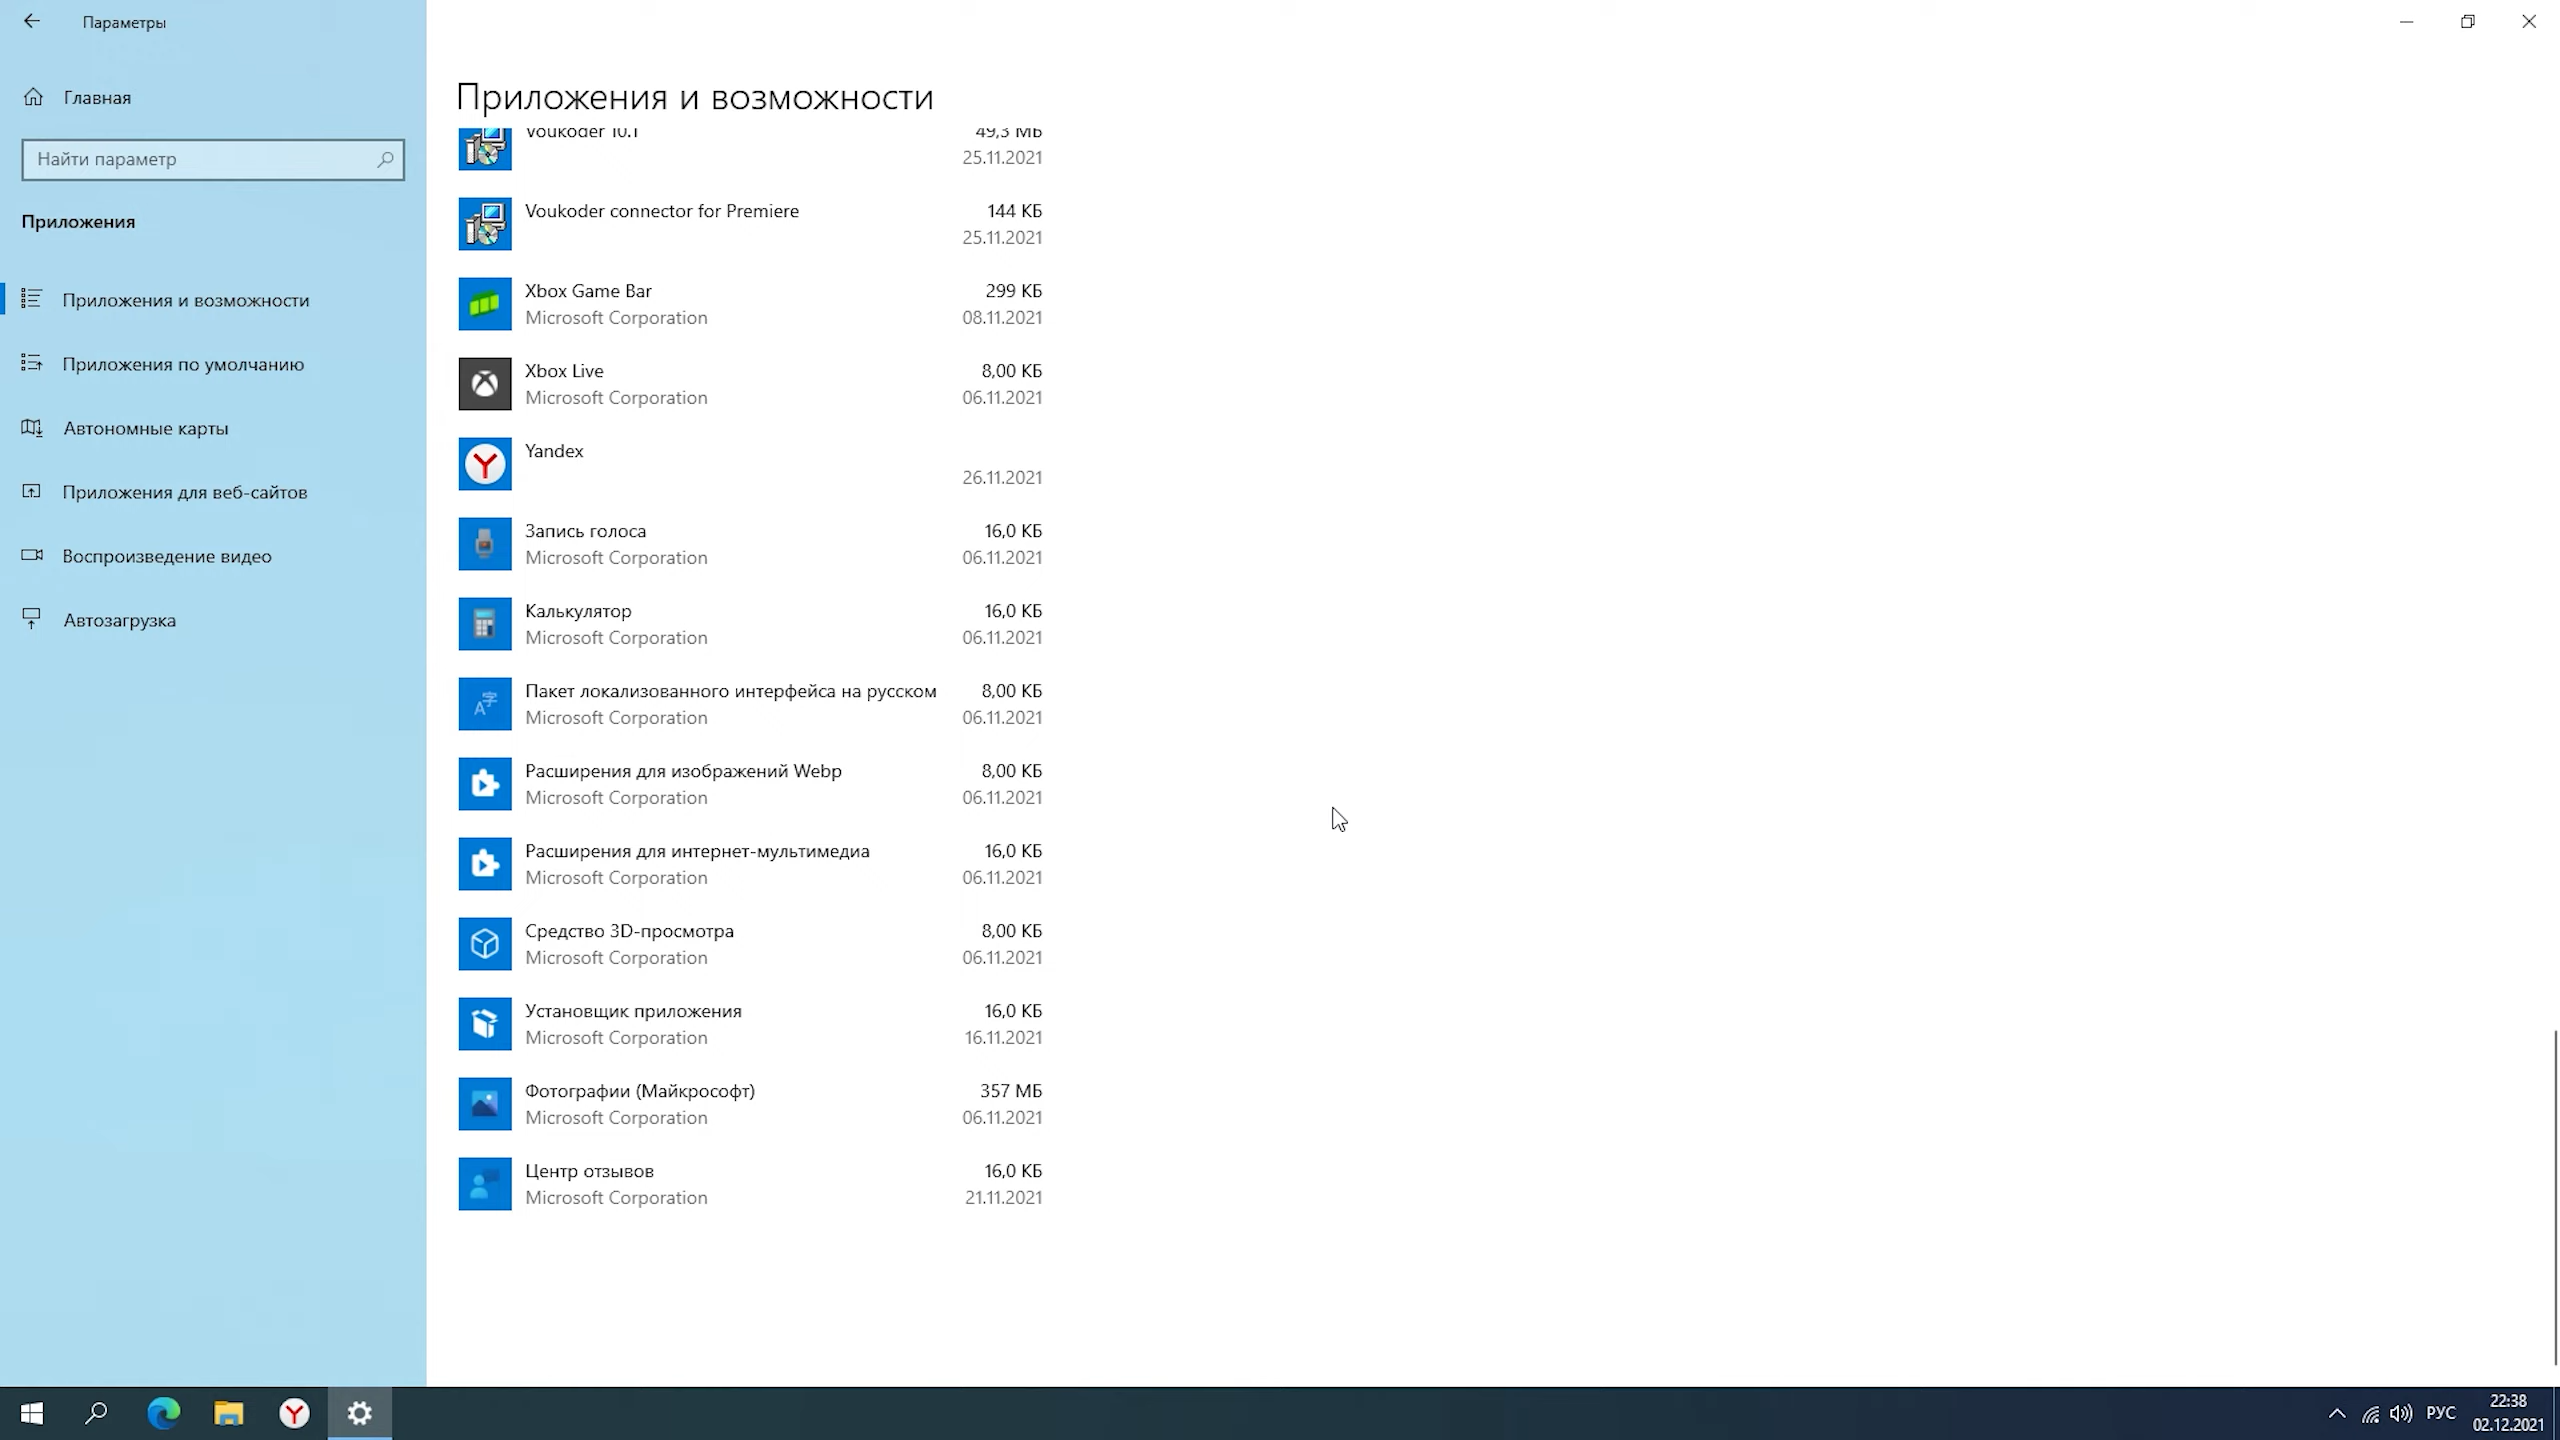 Параметры
Главная
Найти параметр
Приложения
Приложения и возможности
Приложения по умолчанию
Автономные карты
Приложения для веб-сайтов
Воспроизведение видео
Автозагрузка
Приложения и возможности
Voukoder 10.1 49,3 МБ
25.11.2021
Voukoder connector for Premiere 144 КБ
25.11.2021
Xbox Game Bar 299 КБ
Microsoft Corporation 08.11.2021
Xbox Live 8,00 КБ
Microsoft Corporation 06.11.2021
Yandex
26.11.2021
Запись голоса 16,0 КБ
Microsoft Corporation 06.11.2021
Калькулятор 16,0 КБ
Microsoft Corporation 06.11.2021
Пакет локализованного интерфейса на русском 8,00 КБ
Microsoft Corporation 06.11.2021
Расширения для изображений Webp 8,00 КБ
Microsoft Corporation 06.11.2021
Расширения для интернет-мультимедиа 16,0 КБ
Microsoft Corporation 06.11.2021
Средство 3D-просмотра 8,00 КБ
Microsoft Corporation 06.11.2021
Установщик приложения 16,0 КБ
Microsoft Corporation 16.11.2021
Фотографии (Майкрософт) 357 МБ
Microsoft Corporation 06.11.2021
Центр отзывов 16,0 КБ
Microsoft Corporation 21.11.2021
РУС
22:38
02.12.2021